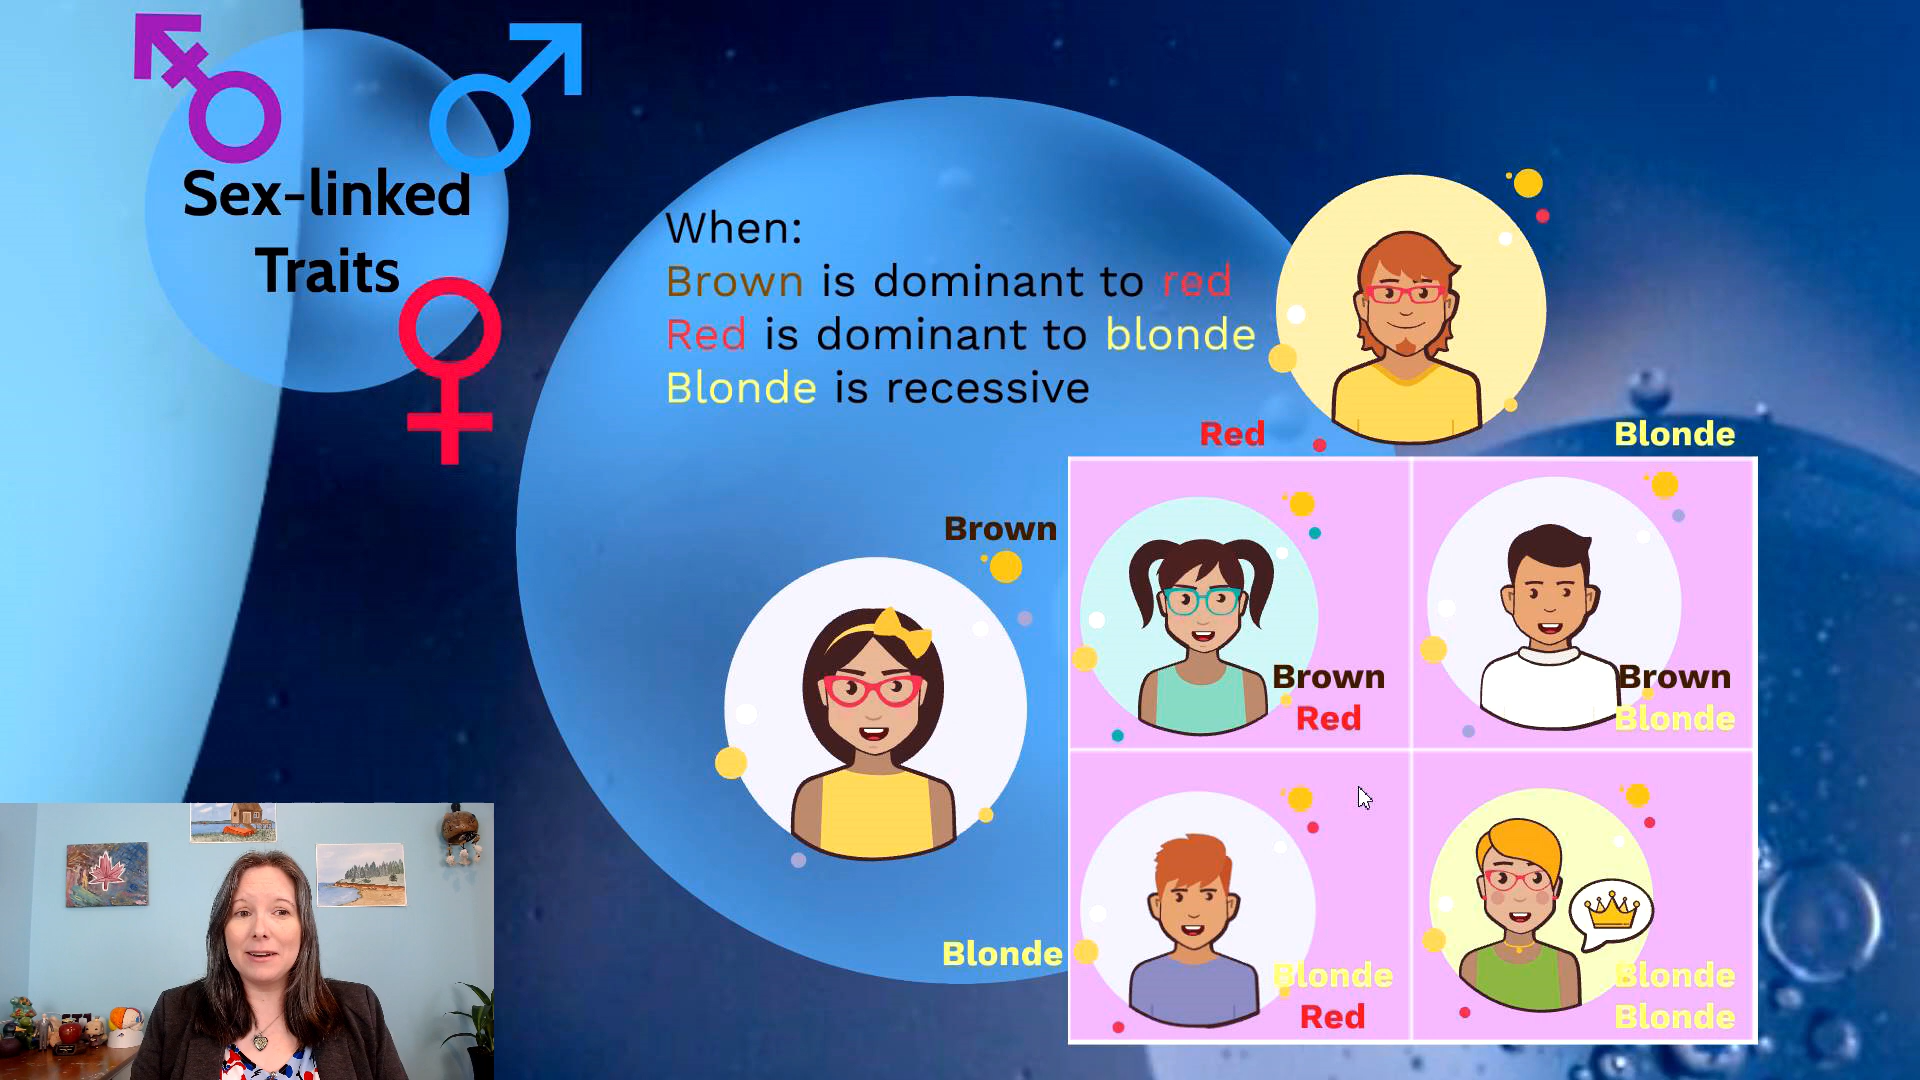 Sex-linked
Traits
When:
Brown is dominant to red
Red is dominant to blonde
Blonde is recessive
Red
Blonde
Brown
Brown
Red
Brown
Blonde
Blonde
Blonde
Red
Blonde
Blonde